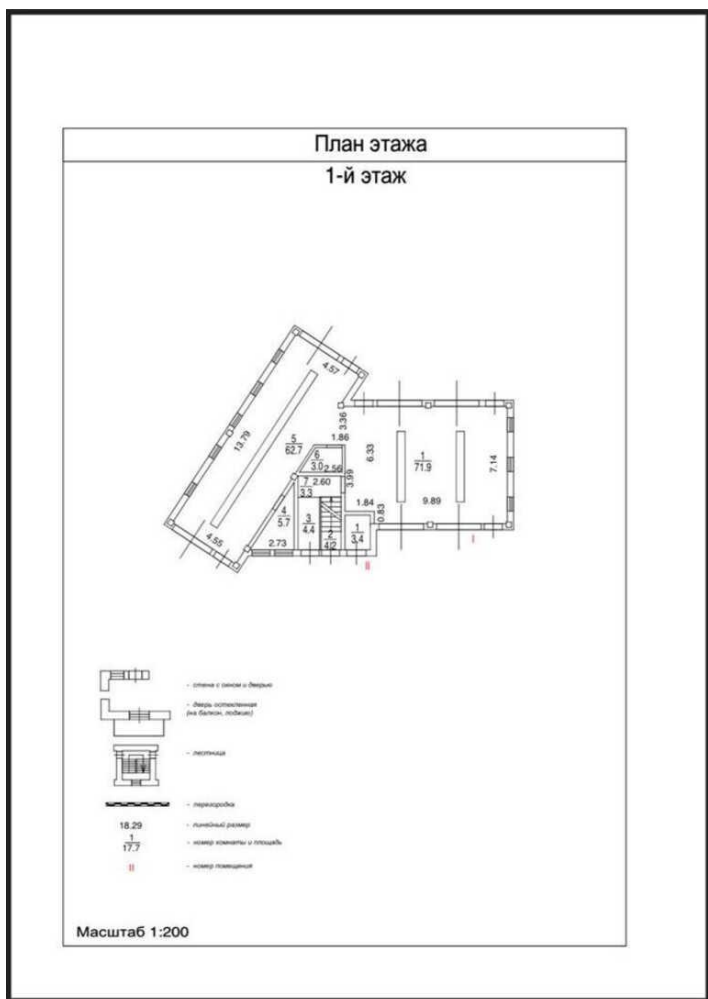 План этажа
1-й этаж
4.57
13.79
5
62.7
3.36
1.86
6.33
1
71.9
7.14
6
3.0
2.56
3.99
7
2.60
3.3
9.89
1.84
0.83
4
5.7
3
4.4
2
4.2
1
3.4
4.55
2.73
I
II
- стена с окном и дверью
- дверь остекленная
(на балкон, лоджию)
- лестница
- перегородка
18.29
- линейный размер
1
17.7
- номер комнаты и площадь
II
- номер помещения
Масштаб 1:200